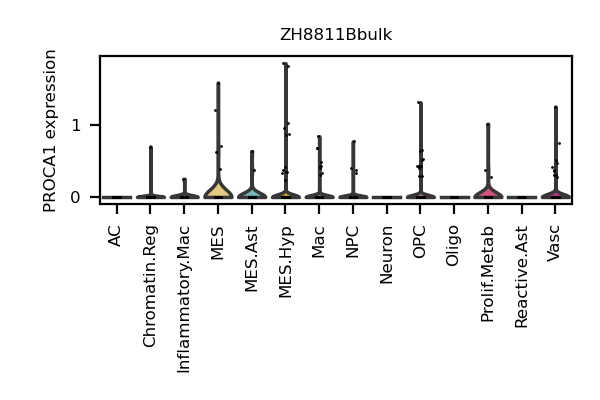 ZH8811Bbulk
PROCA1 expression
1
0
AC
Chromatin.Reg
Inflammatory.Mac
MES
MES.Ast
MES.Hyp
Mac
NPC
Neuron
OPC
Oligo
Prolif.Metab
Reactive.Ast
Vasc